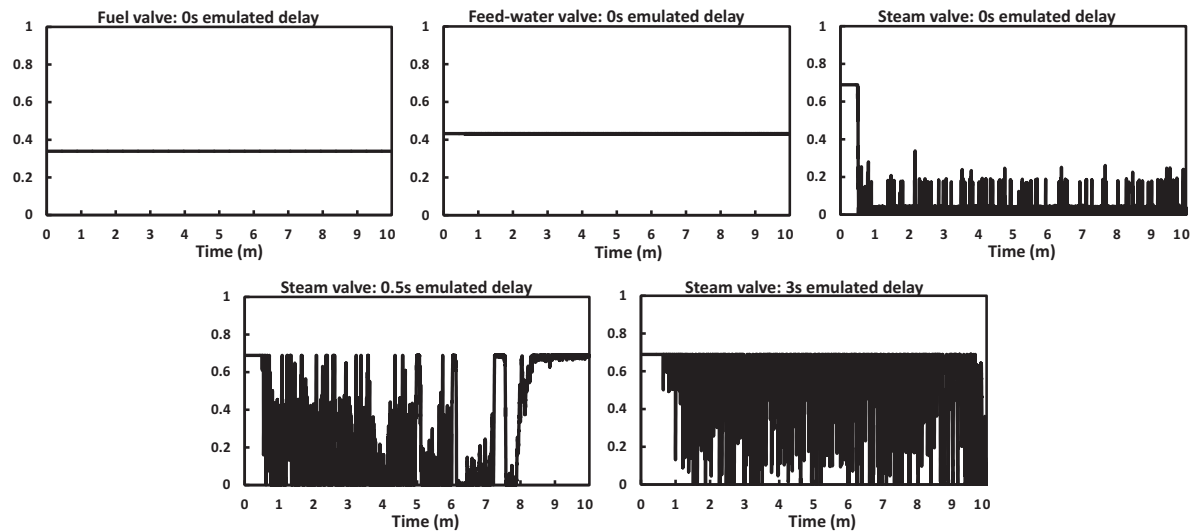 Fuel valve: 0s emulated delay
1
0.8
0.6
0.4
0.2
0
0 1 2 3 4 5 6 7 8 9 10
Time (m)
Feed-water valve: 0s emulated delay
1
0.8
0.6
0.4
0.2
0
0 1 2 3 4 5 6 7 8 9 10
Time (m)
Steam valve: 0s emulated delay
1
0.8
0.6
0.4
0.2
0
0 1 2 3 4 5 6 7 8 9 10
Time (m)
Steam valve: 0.5s emulated delay
1
0.8
0.6
0.4
0.2
0
0 1 2 3 4 5 6 7 8 9 10
Time (m)
Steam valve: 3s emulated delay
1
0.8
0.6
0.4
0.2
0
0 1 2 3 4 5 6 7 8 9 10
Time (m)